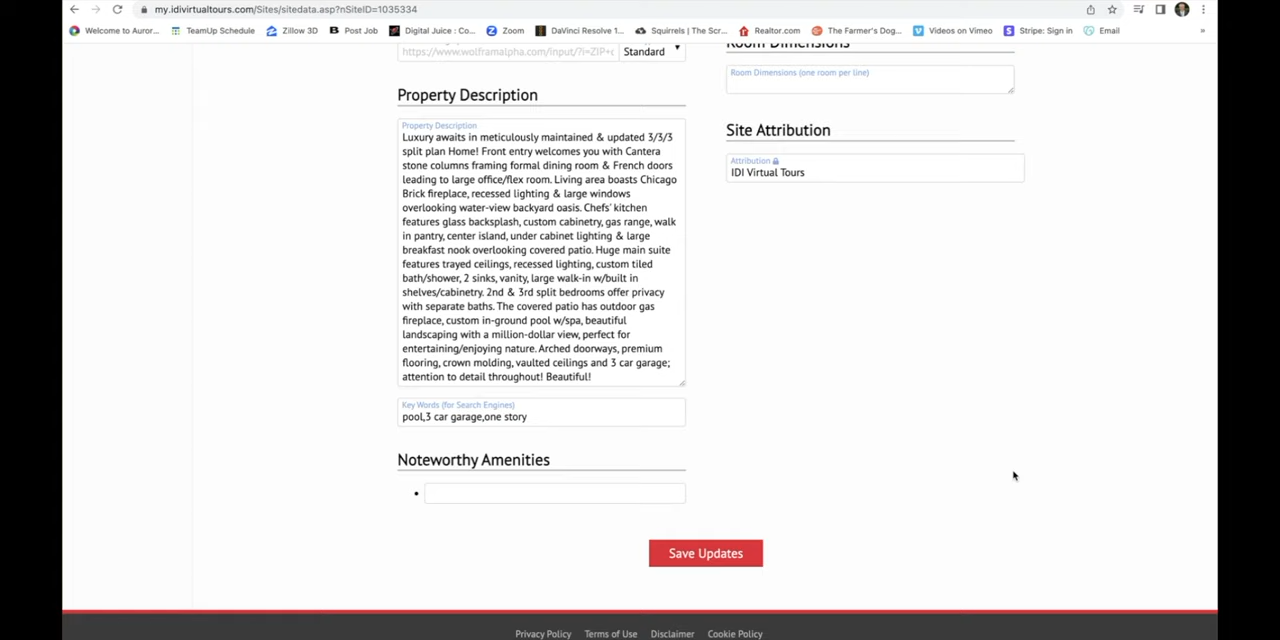 my.idivirtualtours.com/Sites/sitedata.asp?nSiteID=1035334
Welcome to Auror...
TeamUp Schedule
Zillow 3D
Post Job
Digital Juice : Co...
Zoom
DaVinci Resolve 1...
Squirrels | The Scr...
Realtor.com
The Farmer's Dog...
Videos on Vimeo
Stripe: Sign in
Email
»
Standard
Property Description
Property Description
Luxury awaits in meticulously maintained & updated 3/3/3
split plan Home! Front entry welcomes you with Cantera
stone columns framing formal dining room & French doors
leading to large office/flex room. Living area boasts Chicago
Brick fireplace, recessed lighting & large windows
overlooking water-view backyard oasis. Chefs' kitchen
features glass backsplash, custom cabinetry, gas range, walk
in pantry, center island, under cabinet lighting & large
breakfast nook overlooking covered patio. Huge main suite
features trayed ceilings, recessed lighting, custom tiled
bath/shower, 2 sinks, vanity, large walk-in w/built in
shelves/cabinetry. 2nd & 3rd split bedrooms offer privacy
with separate baths. The covered patio has outdoor gas
fireplace, custom in-ground pool w/spa, beautiful
landscaping with a million-dollar view, perfect for
entertaining/enjoying nature. Arched doorways, premium
flooring, crown molding, vaulted ceilings and 3 car garage;
attention to detail throughout! Beautiful!
Key Words (for Search Engines)
pool,3 car garage,one story
Noteworthy Amenities
Room Dimensions
Room Dimensions (one room per line)
Site Attribution
Attribution
IDI Virtual Tours
Save Updates
Privacy Policy
Terms of Use
Disclaimer
Cookie Policy